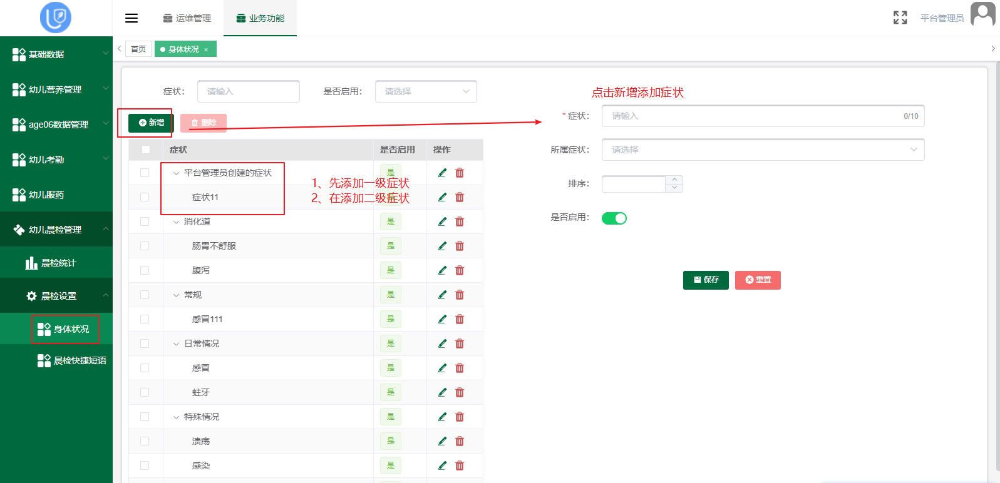 运维管理
业务功能
平台管理员
首页
身体状况 ×
基础数据
幼儿营养管理
age06数据管理
幼儿考勤
幼儿服药
幼儿晨检管理
晨检统计
晨检设置
身体状况
晨检快捷短语
症状： 请输入 是否启用： 请选择
新增 删除
症状 是否启用 操作
平台管理员创建的症状 是
症状11
1、先添加一级症状
2、在添加二级症状
消化道 是
肠胃不舒服 是
腹泻 是
常规 是
感冒111 是
日常情况 是
感冒 是
蛀牙 是
特殊情况 是
溃疡 是
感染 是
点击新增添加症状
* 症状： 请输入 0/10
所属症状： 请选择
排序：
是否启用：
保存 重置